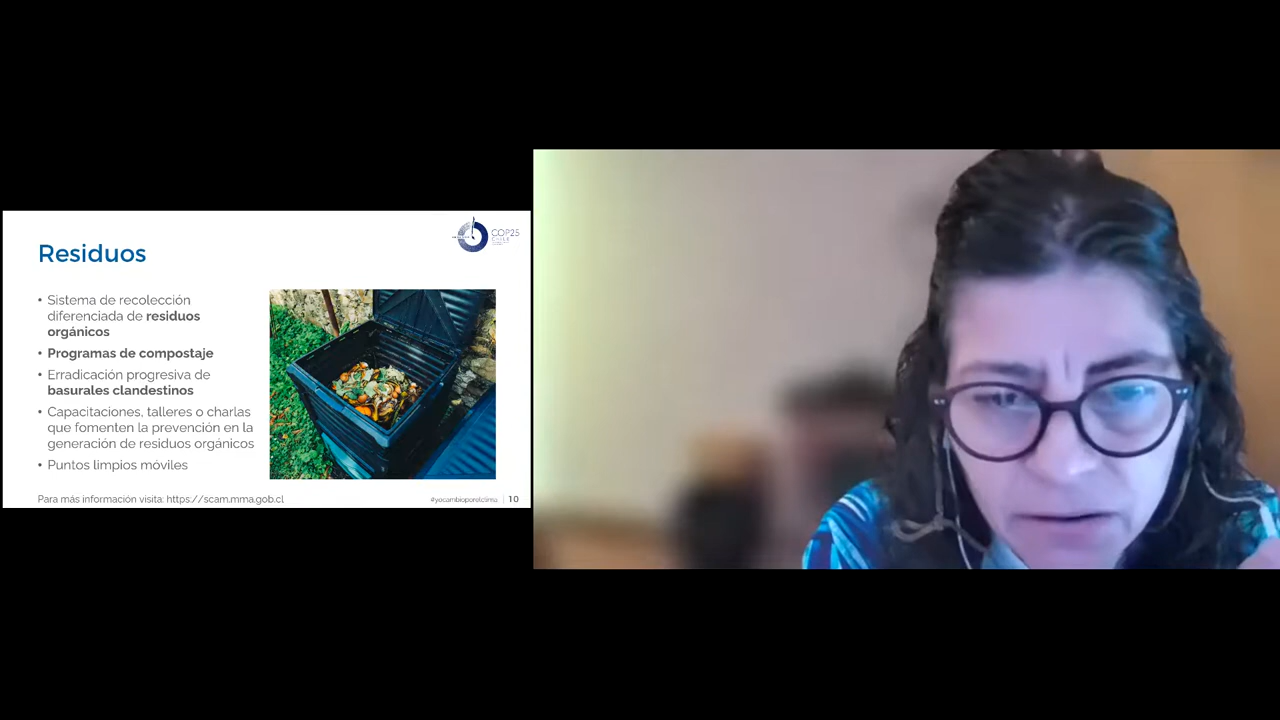 Residuos
COP25
CHILE
• Sistema de recolección
diferenciada de residuos
orgánicos
• Programas de compostaje
• Erradicación progresiva de
basurales clandestinos
• Capacitaciones, talleres o charlas
que fomenten la prevención en la
generación de residuos orgánicos
• Puntos limpios móviles
Para más información visita: https://scam.mma.gob.cl
#yocambioporelclima | 10